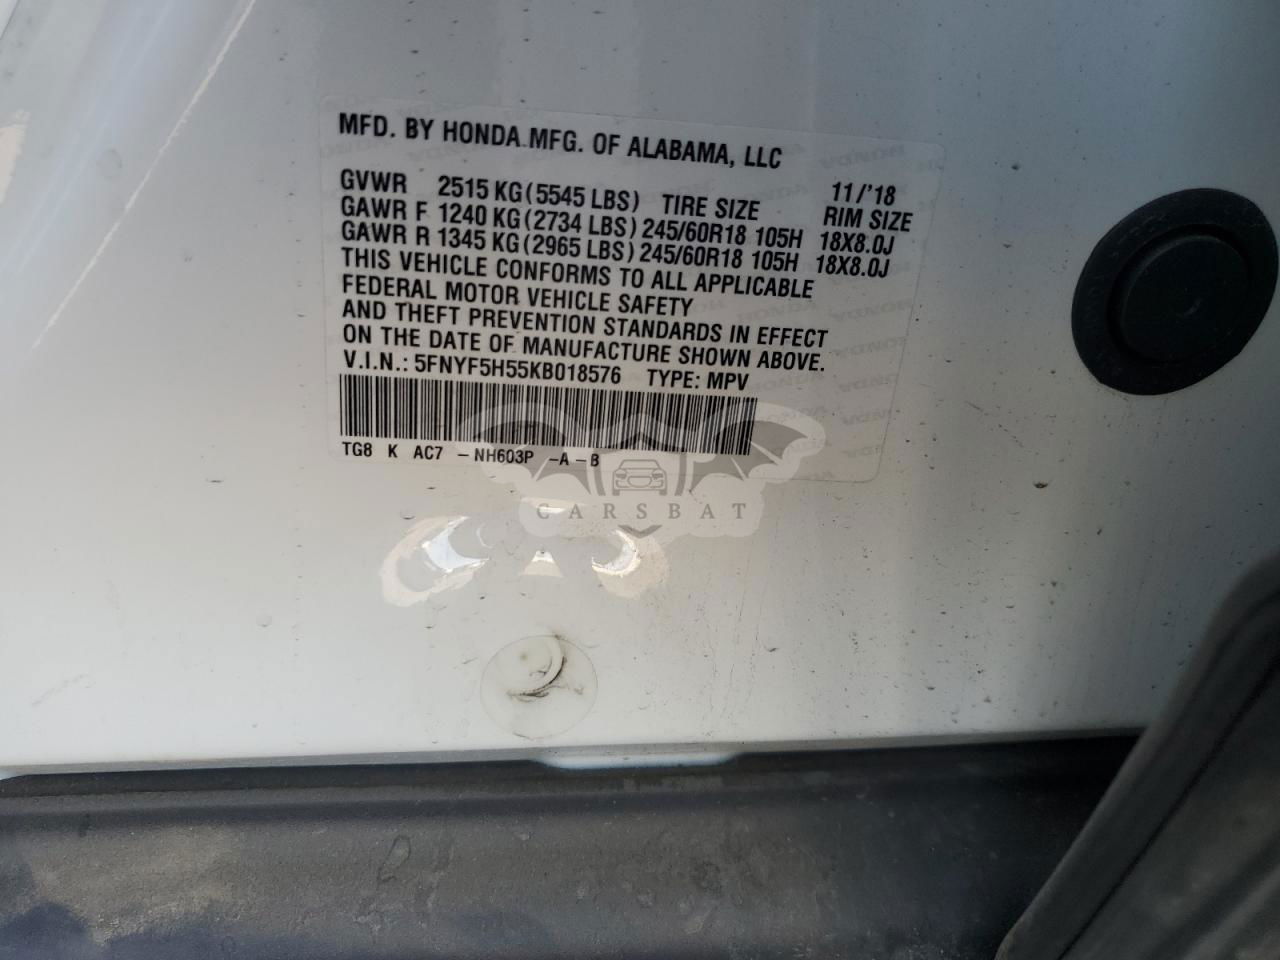 MFD. BY HONDA MFG. OF ALABAMA, LLC
11/'18
GVWR 2515 KG (5545 LBS) TIRE SIZE RIM SIZE
GAWR F 1240 KG (2734 LBS) 245/60R18 105H 18X8.0J
GAWR R 1345 KG (2965 LBS) 245/60R18 105H 18X8.0J
THIS VEHICLE CONFORMS TO ALL APPLICABLE
FEDERAL MOTOR VEHICLE SAFETY
AND THEFT PREVENTION STANDARDS IN EFFECT
ON THE DATE OF MANUFACTURE SHOWN ABOVE.
V.I.N.: 5FNYF5H55KB018576 TYPE: MPV
TG8 K AC7 -NH603P -A -B
CARSBAT